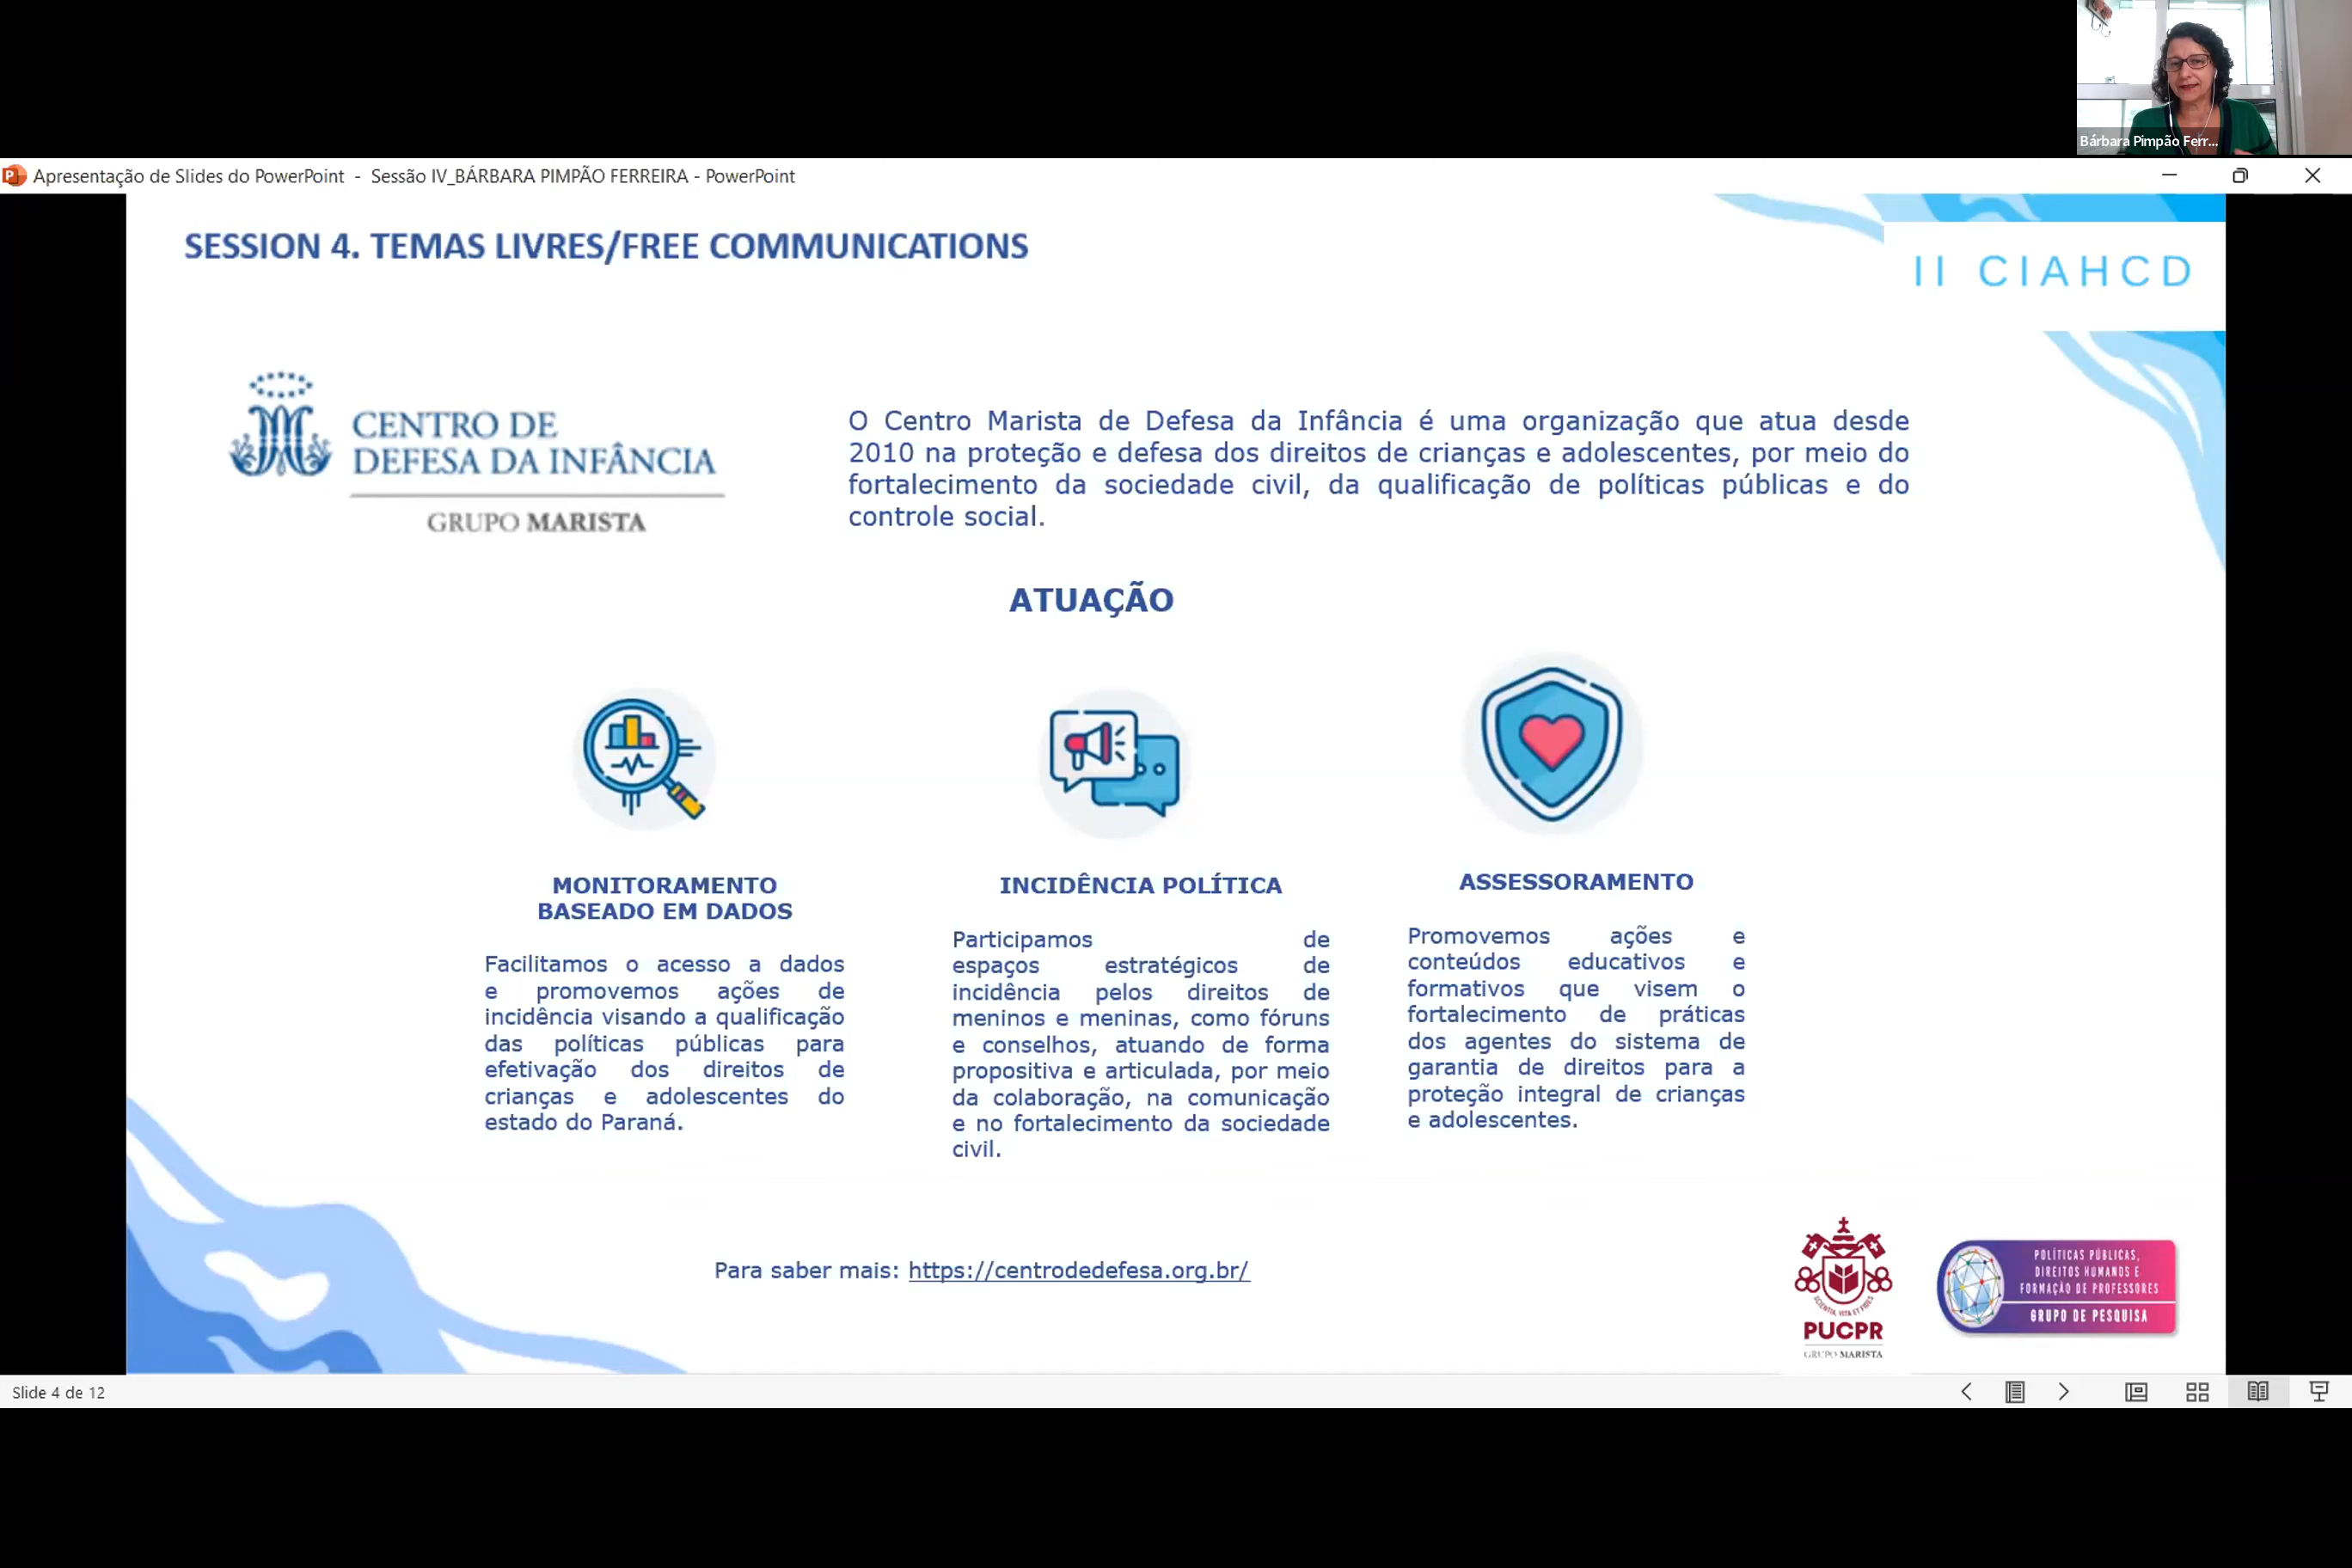 Bárbara Pimpão Ferr...
Apresentação de Slides do PowerPoint - Sessão IV_BÁRBARA PIMPÃO FERREIRA - PowerPoint
SESSION 4. TEMAS LIVRES/FREE COMMUNICATIONS
II CIAHCD
CENTRO DE
DEFESA DA INFÂNCIA
GRUPO MARISTA
O Centro Marista de Defesa da Infância é uma organização que atua desde
2010 na proteção e defesa dos direitos de crianças e adolescentes, por meio do
fortalecimento da sociedade civil, da qualificação de políticas públicas e do
controle social.
ATUAÇÃO
MONITORAMENTO
BASEADO EM DADOS
Facilitamos o acesso a dados
e promovemos ações de
incidência visando a qualificação
das políticas públicas para
efetivação dos direitos de
crianças e adolescentes do
estado do Paraná.
INCIDÊNCIA POLÍTICA
Participamos de
espaços estratégicos de
incidência pelos direitos de
meninos e meninas, como fóruns
e conselhos, atuando de forma
propositiva e articulada, por meio
da colaboração, na comunicação
e no fortalecimento da sociedade
civil.
ASSESSORAMENTO
Promovemos ações e
conteúdos educativos e
formativos que visem o
fortalecimento de práticas
dos agentes do sistema de
garantia de direitos para a
proteção integral de crianças
e adolescentes.
Para saber mais: https://centrodedefesa.org.br/
SCIENTIA, VITA ET FIDES
PUCPR
GRUPO MARISTA
POLÍTICAS PÚBLICAS,
DIREITOS HUMANOS E
FORMAÇÃO DE PROFESSORES
GRUPO DE PESQUISA
Slide 4 de 12